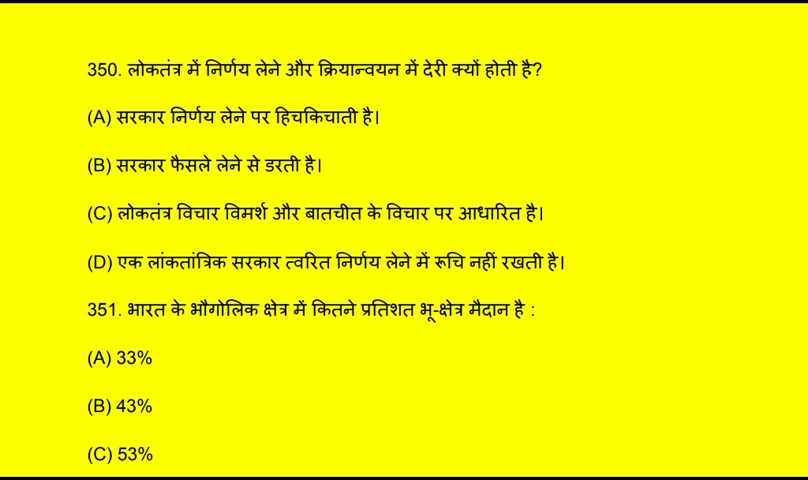 350. लोकतंत्र में निर्णय लेने और क्रियान्वयन में देरी क्यों होती है?
(A) सरकार निर्णय लेने पर हिचकिचाती है।
(B) सरकार फैसले लेने से डरती है।
(C) लोकतंत्र विचार विमर्श और बातचीत के विचार पर आधारित है।
(D) एक लांकतांत्रिक सरकार त्वरित निर्णय लेने में रूचि नहीं रखती है।
351. भारत के भौगोलिक क्षेत्र में कितने प्रतिशत भू-क्षेत्र मैदान है :
(A) 33%
(B) 43%
(C) 53%